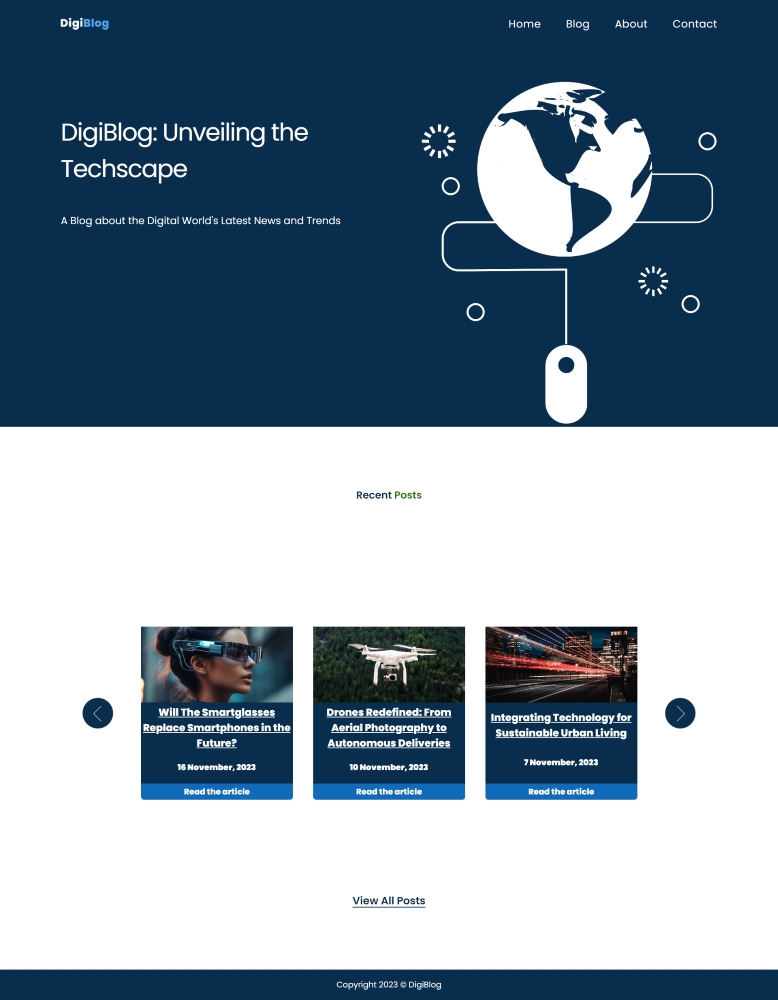 DigiBlog
Home Blog About Contact
DigiBlog: Unveiling the
Techscape
A Blog about the Digital World's Latest News and Trends
Recent Posts
Will The Smartglasses
Replace Smartphones in the
Future?
16 November, 2023
Read the article
Drones Redefined: From
Aerial Photography to
Autonomous Deliveries
10 November, 2023
Read the article
Integrating Technology for
Sustainable Urban Living
7 November, 2023
Read the article
View All Posts
Copyright 2023 © DigiBlog